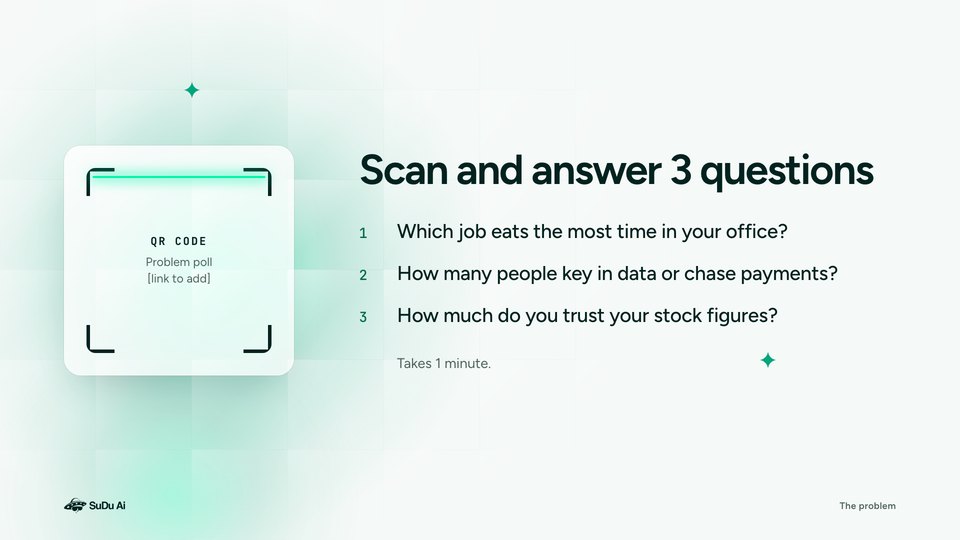 Scan and answer 3 questions
QR CODE
Problem poll
[link to add]
1 Which job eats the most time in your office?
2 How many people key in data or chase payments?
3 How much do you trust your stock figures?
Takes 1 minute.
SuDu Ai
The problem